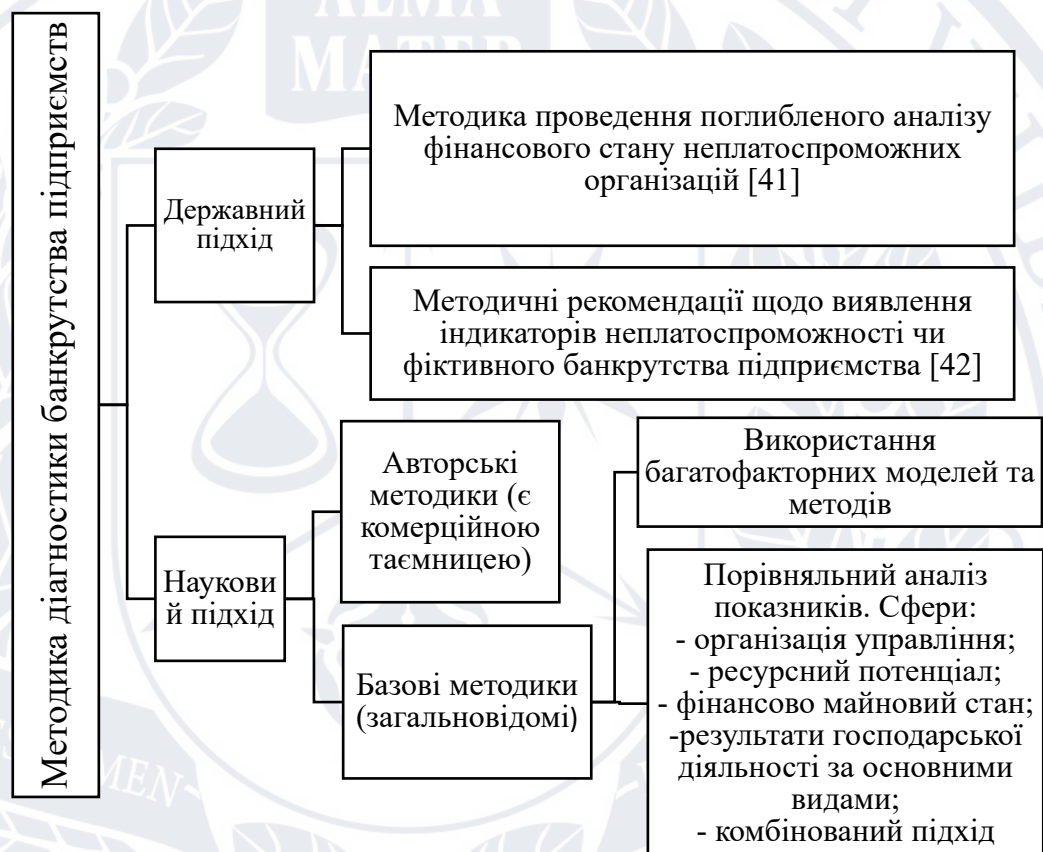 ALMA
MATER
Методика діагностики банкрутства підприємств
Державний
підхід
Методика проведення поглибленого аналізу
фінансового стану неплатоспроможних
організацій [41]
Методичні рекомендації щодо виявлення
індикаторів неплатоспроможності чи
фіктивного банкрутства підприємства [42]
Наукови
й підхід
Авторські
методики (є
комерційною
таємницею)
Базові методики
(загальновідомі)
Використання
багатофакторних моделей та
методів
Порівняльний аналіз
показників. Сфери:
- організація управління;
- ресурсний потенціал;
- фінансово майновий стан;
-результати господарської
діяльності за основними
видами;
- комбінований підхід